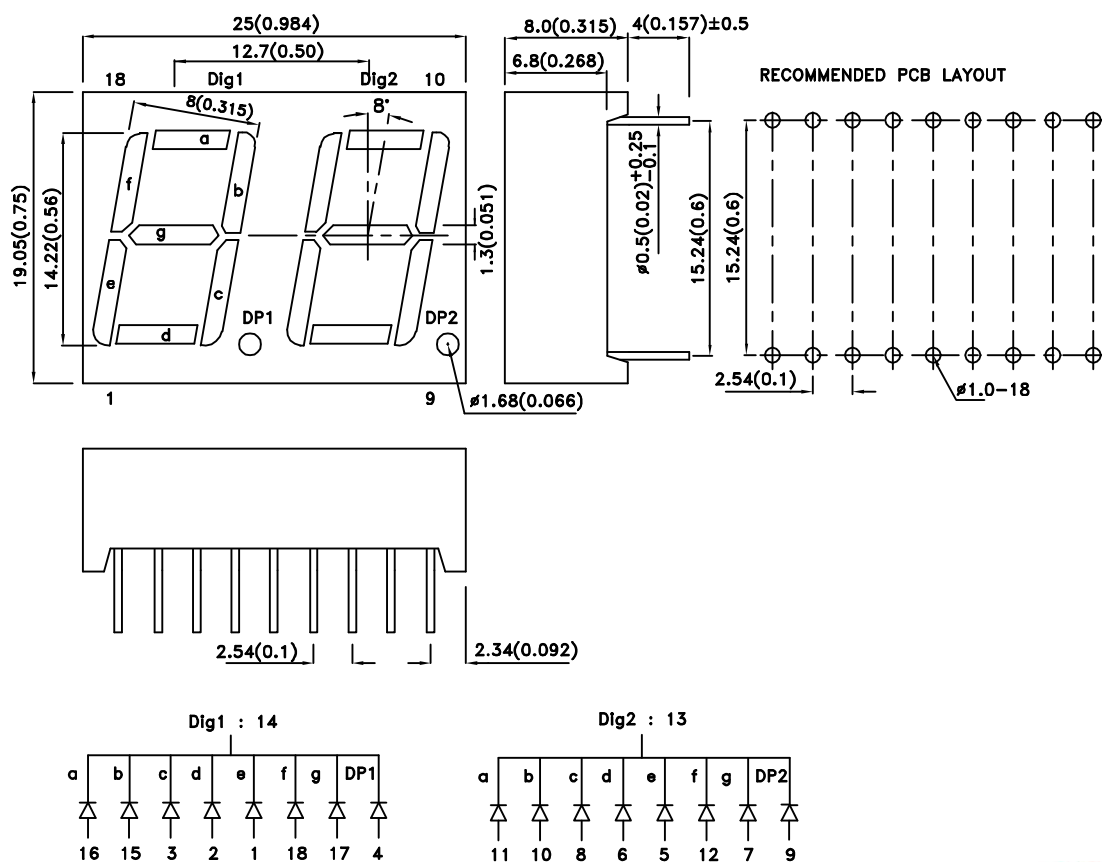 25(0.984)
12.7(0.50)
18 Dig1 Dig2 10
8(0.315)
8°
a
f
b
g
e
c
d
DP1
DP2
1
9
19.05(0.75)
14.22(0.56)
1.3(0.051)
ø1.68(0.066)
8.0(0.315)
4(0.157)±0.5
6.8(0.268)
ø0.5(0.02)+0.25 -0.1
15.24(0.6)
RECOMMENDED PCB LAYOUT
15.24(0.6)
2.54(0.1)
ø1.0-18
2.54(0.1)
2.34(0.092)
Dig1 : 14
a b c d e f g DP1
16 15 3 2 1 18 17 4
Dig2 : 13
a b c d e f g DP2
11 10 8 6 5 12 7 9